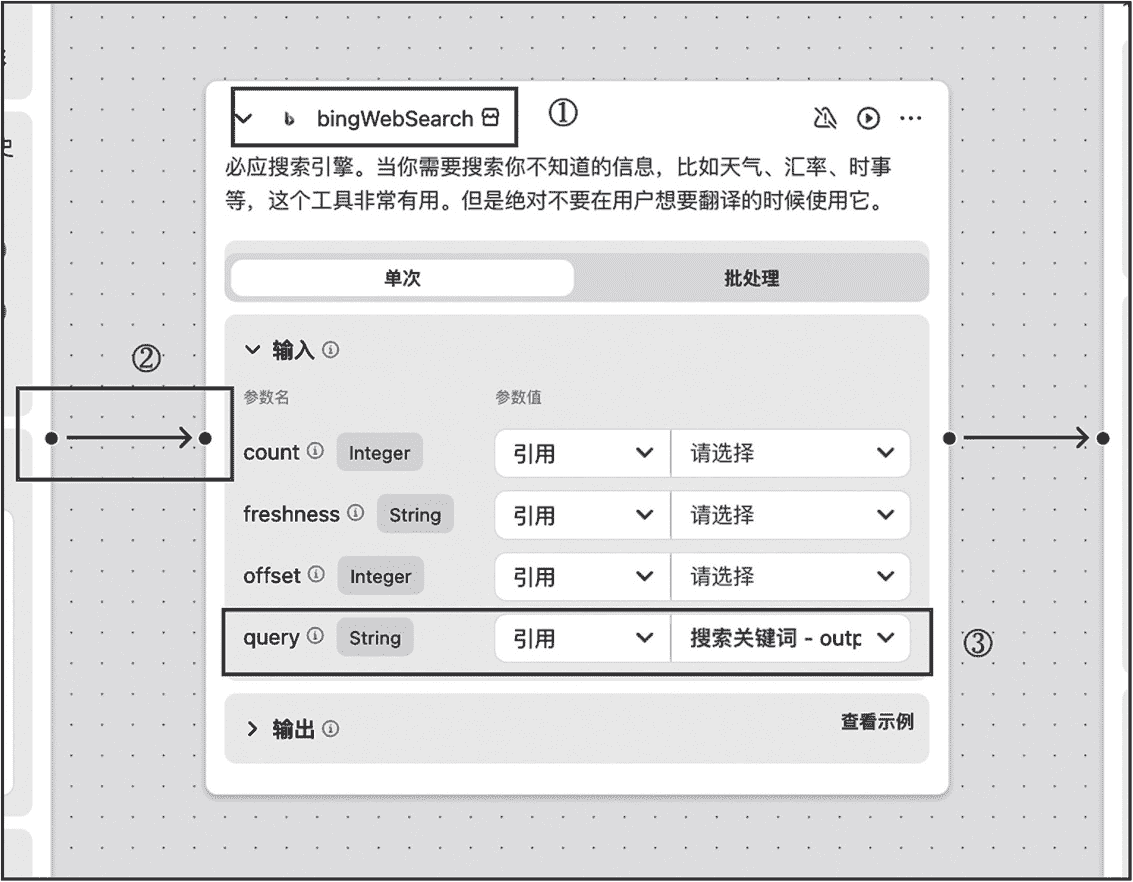 bingWebSearch
①
必应搜索引擎。当你需要搜索你不知道的信息，比如天气、汇率、时事
等，这个工具非常有用。但是绝对不要在用户想要翻译的时候使用它。
单次 批处理
②
输入
参数名 参数值
count Integer 引用 请选择
freshness String 引用 请选择
offset Integer 引用 请选择
query String 引用 搜索关键词 - outp
③
输出 查看示例